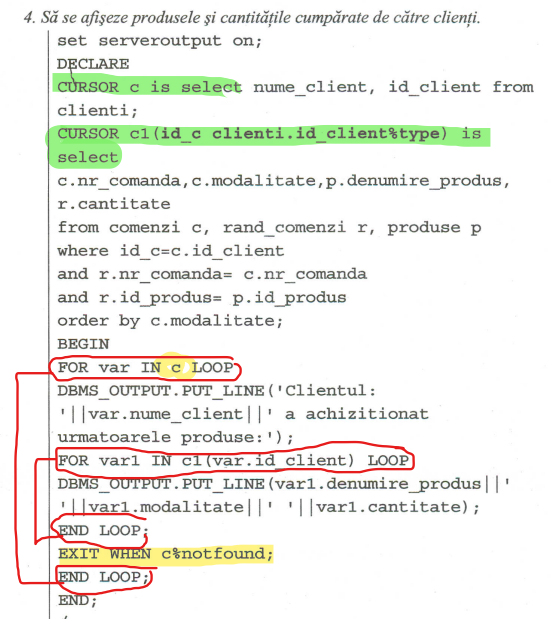 4. Să se afişeze produsele şi cantităţile cumpărate de către clienţi.
set serveroutput on;
DECLARE
CURSOR c is select nume_client, id_client from
clienti;
CURSOR c1(id_c clienti.id_client%type) is
select
c.nr_comanda,c.modalitate,p.denumire_produs,
r.cantitate
from comenzi c, rand_comenzi r, produse p
where id_c=c.id_client
and r.nr_comanda= c.nr_comanda
and r.id_produs= p.id_produs
order by c.modalitate;
BEGIN
FOR var IN c LOOP
DBMS_OUTPUT.PUT_LINE('Clientul:
'||var.nume_client||' a achizitionat
urmatoarele produse:');
FOR var1 IN c1(var.id_client) LOOP
DBMS_OUTPUT.PUT_LINE(var1.denumire_produs||'
'||var1.modalitate||' '||var1.cantitate);
END LOOP;
EXIT WHEN c%notfound;
END LOOP;
END;